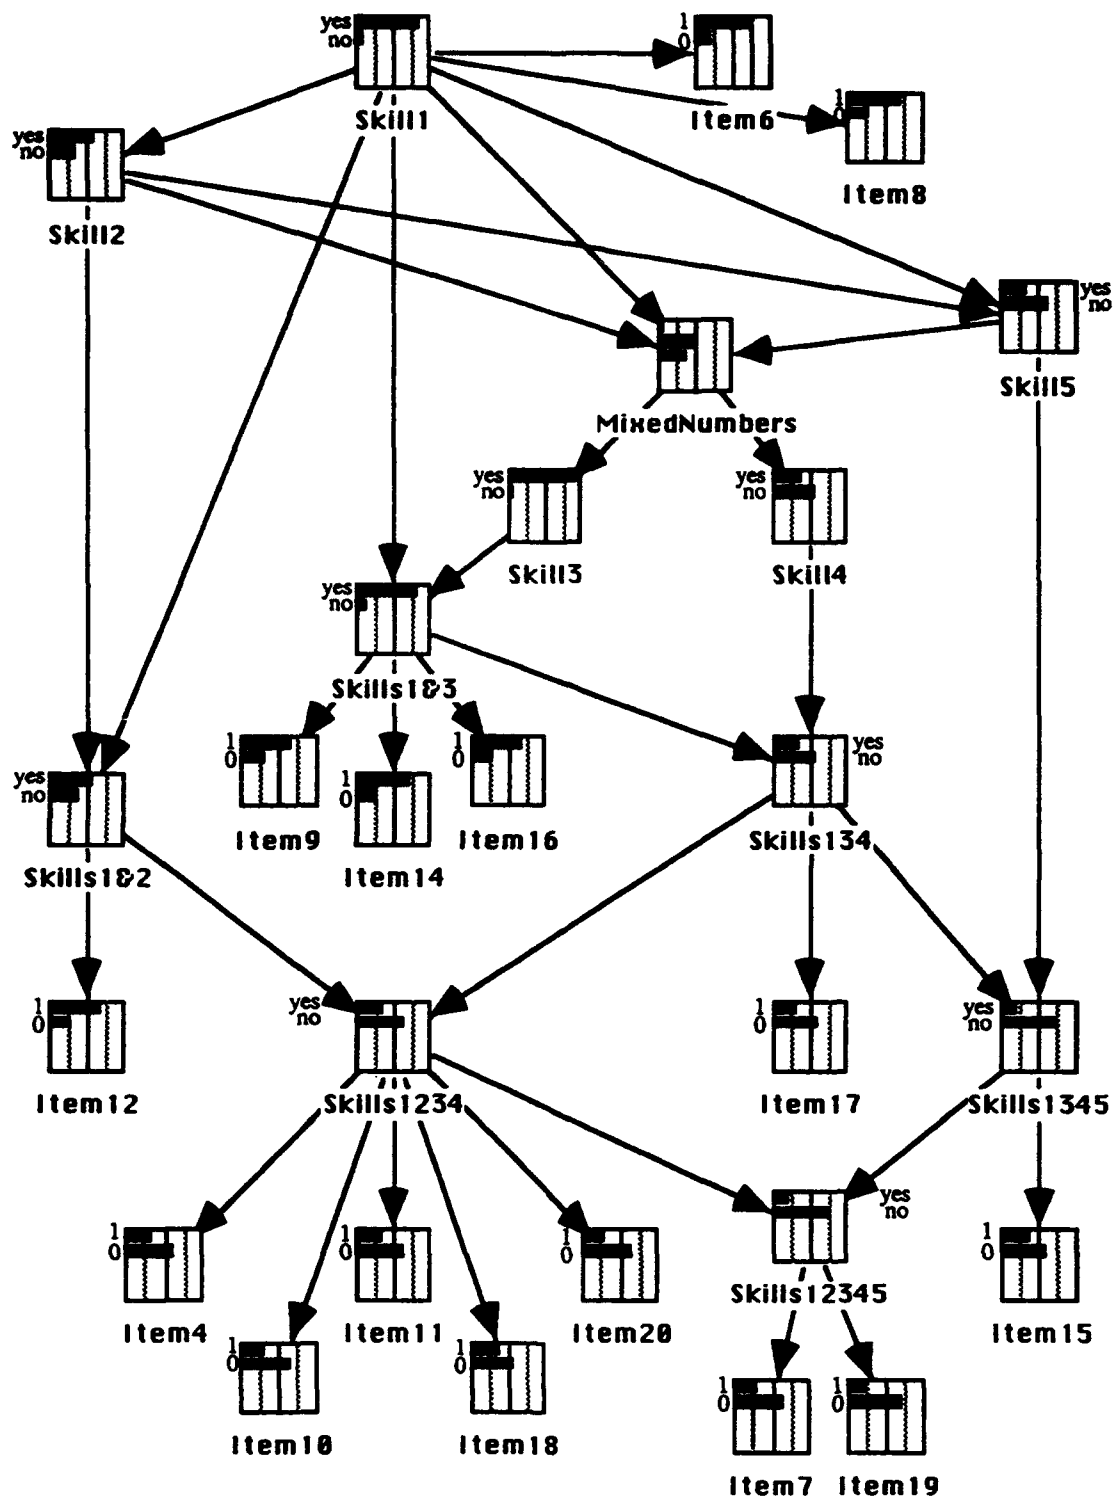 yes
no
Skill1
1
0
Item6
1
0
Item8
yes
no
Skill2
yes
no
Skill5
MixedNumbers
yes
no
Skill3
yes
no
Skill4
yes
no
Skills1&3
1
0
Item9
1
0
Item14
1
0
Item16
yes
no
Skills134
yes
no
Skills1&2
1
0
Item12
yes
no
Skills1234
1
0
Item17
yes
no
Skills1345
1
0
Item4
1
0
Item10
1
0
Item11
1
0
Item18
1
0
Item20
yes
no
Skills12345
1
0
Item15
1
0
Item7
1
0
Item19